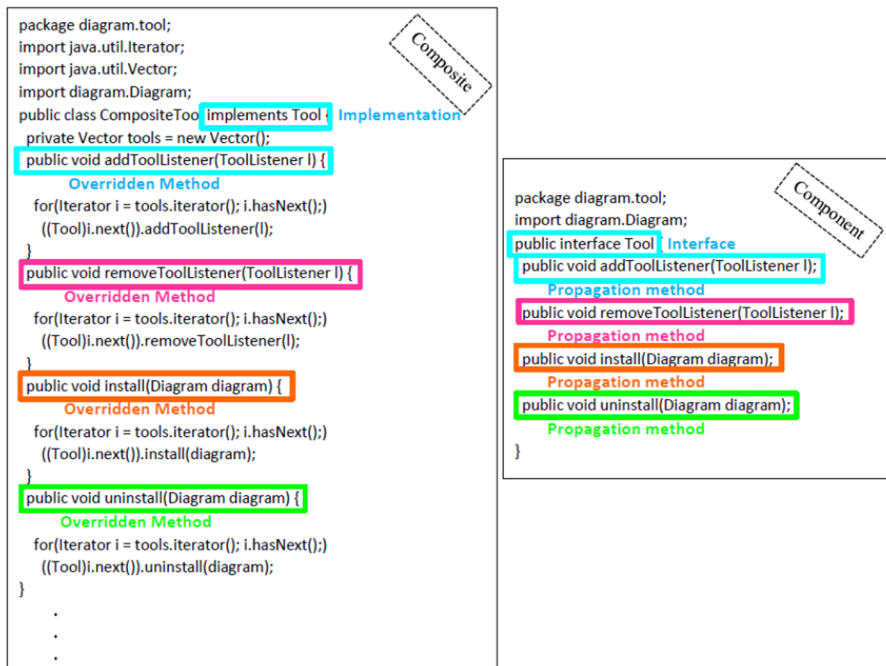 package diagram.tool;
import java.util.Iterator;
import java.util.Vector;
import diagram.Diagram;
Composite
public class CompositeTool implements Tool { Implementation
private Vector tools = new Vector();
public void addToolListener(ToolListener l) {
Overridden Method
for(Iterator i = tools.iterator(); i.hasNext();)
((Tool)i.next()).addToolListener(l);
}
public void removeToolListener(ToolListener l) {
Overridden Method
for(Iterator i = tools.iterator(); i.hasNext();)
((Tool)i.next()).removeToolListener(l);
}
public void install(Diagram diagram) {
Overridden Method
for(Iterator i = tools.iterator(); i.hasNext();)
((Tool)i.next()).install(diagram);
}
public void uninstall(Diagram diagram) {
Overridden Method
for(Iterator i = tools.iterator(); i.hasNext();)
((Tool)i.next()).uninstall(diagram);
}
.
.
.
Component
package diagram.tool;
import diagram.Diagram;
public interface Tool { Interface
public void addToolListener(ToolListener l);
Propagation method
public void removeToolListener(ToolListener l);
Propagation method
public void install(Diagram diagram);
Propagation method
public void uninstall(Diagram diagram);
Propagation method
}